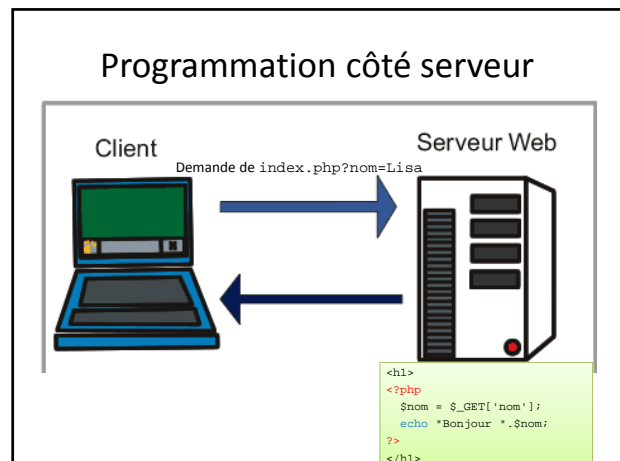 Programmation côté serveur
Client
Serveur Web
Demande de index.php?nom=Lisa
<h1>
<?php
$nom = $_GET['nom'];
echo "Bonjour ".$nom;
?>
</h1>